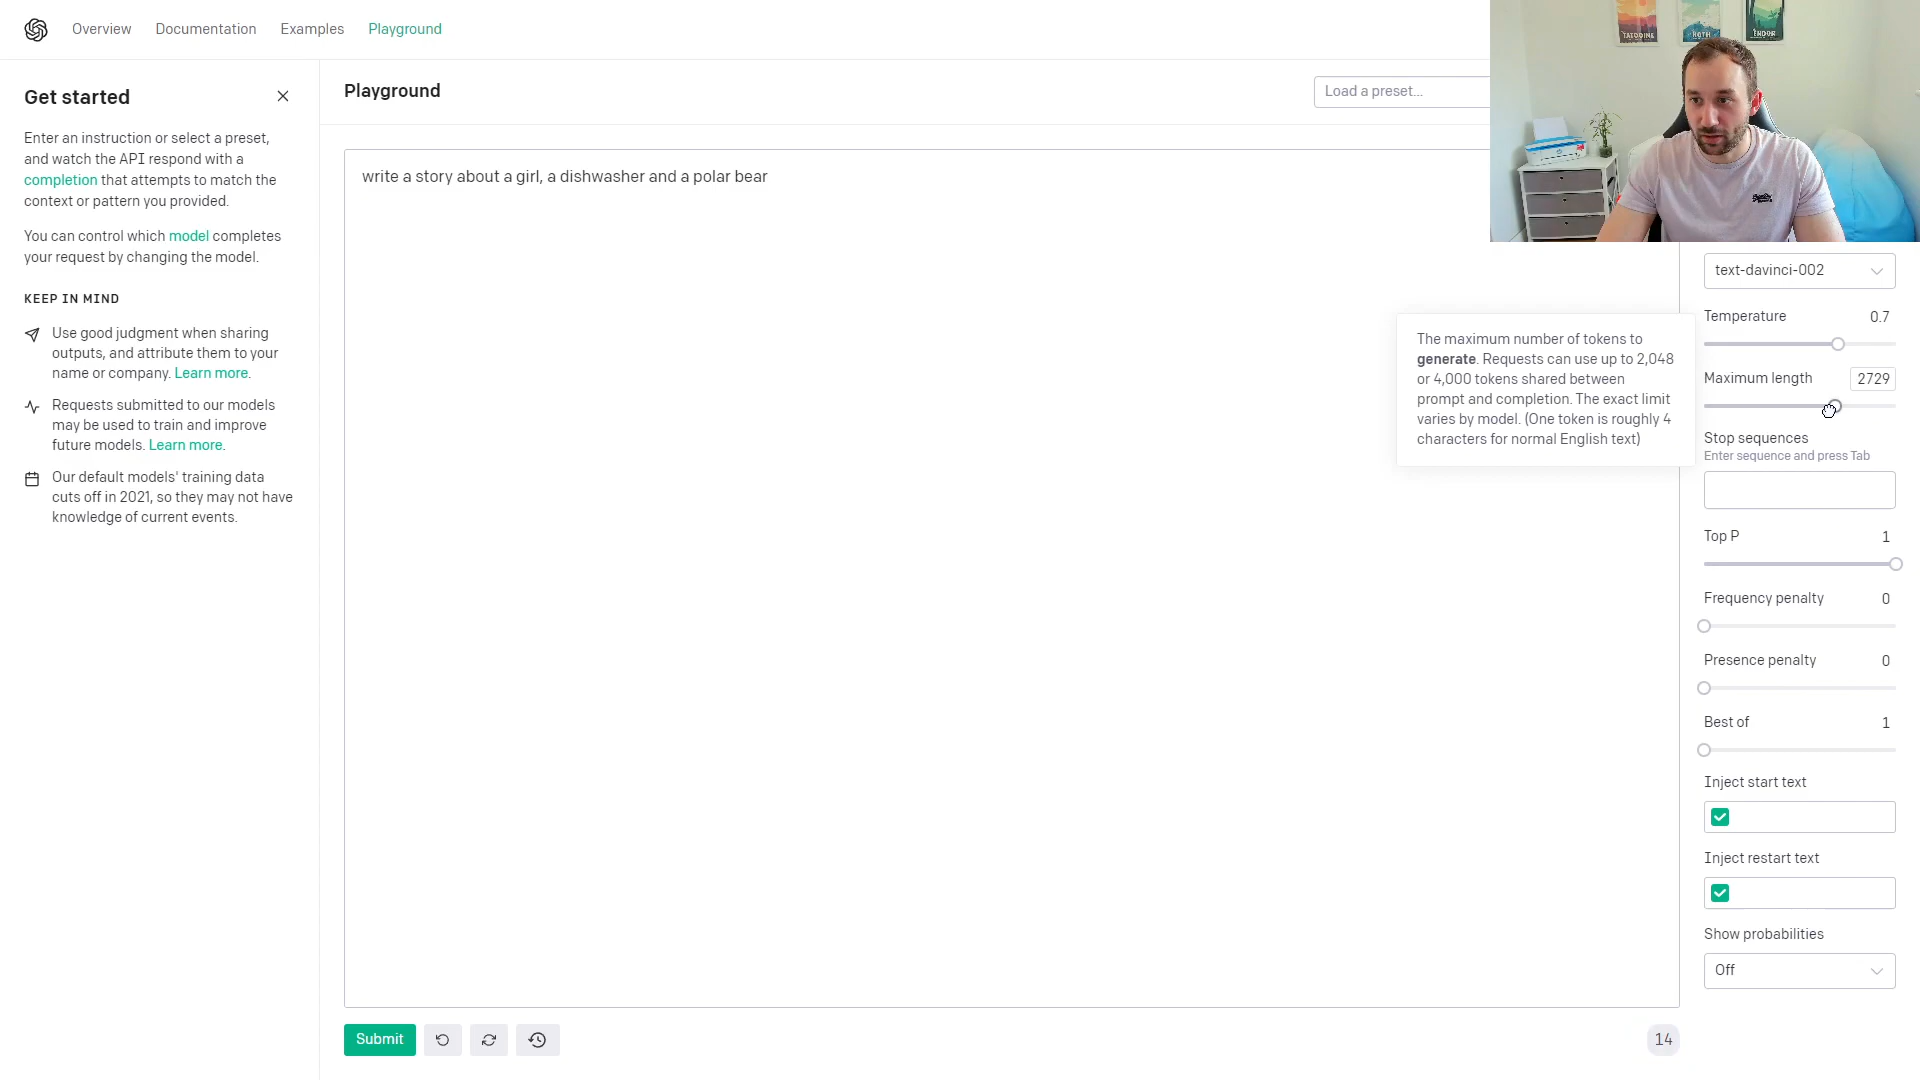 Overview
Documentation
Examples
Playground
Get started
Enter an instruction or select a preset,
and watch the API respond with a
completion that attempts to match the
context or pattern you provided.
You can control which model completes
your request by changing the model.
KEEP IN MIND
Use good judgment when sharing
outputs, and attribute them to your
name or company. Learn more.
Requests submitted to our models
may be used to train and improve
future models. Learn more.
Our default models' training data
cuts off in 2021, so they may not have
knowledge of current events.
Playground
Load a preset...
write a story about a girl, a dishwasher and a polar bear
Submit
14
TATOOINE
HOTH
ENDOR
text-davinci-002
Temperature
0.7
The maximum number of tokens to
generate. Requests can use up to 2,048
or 4,000 tokens shared between
prompt and completion. The exact limit
varies by model. (One token is roughly 4
characters for normal English text)
Maximum length
2729
Stop sequences
Enter sequence and press Tab
Top P
1
Frequency penalty
0
Presence penalty
0
Best of
1
Inject start text
Inject restart text
Show probabilities
Off